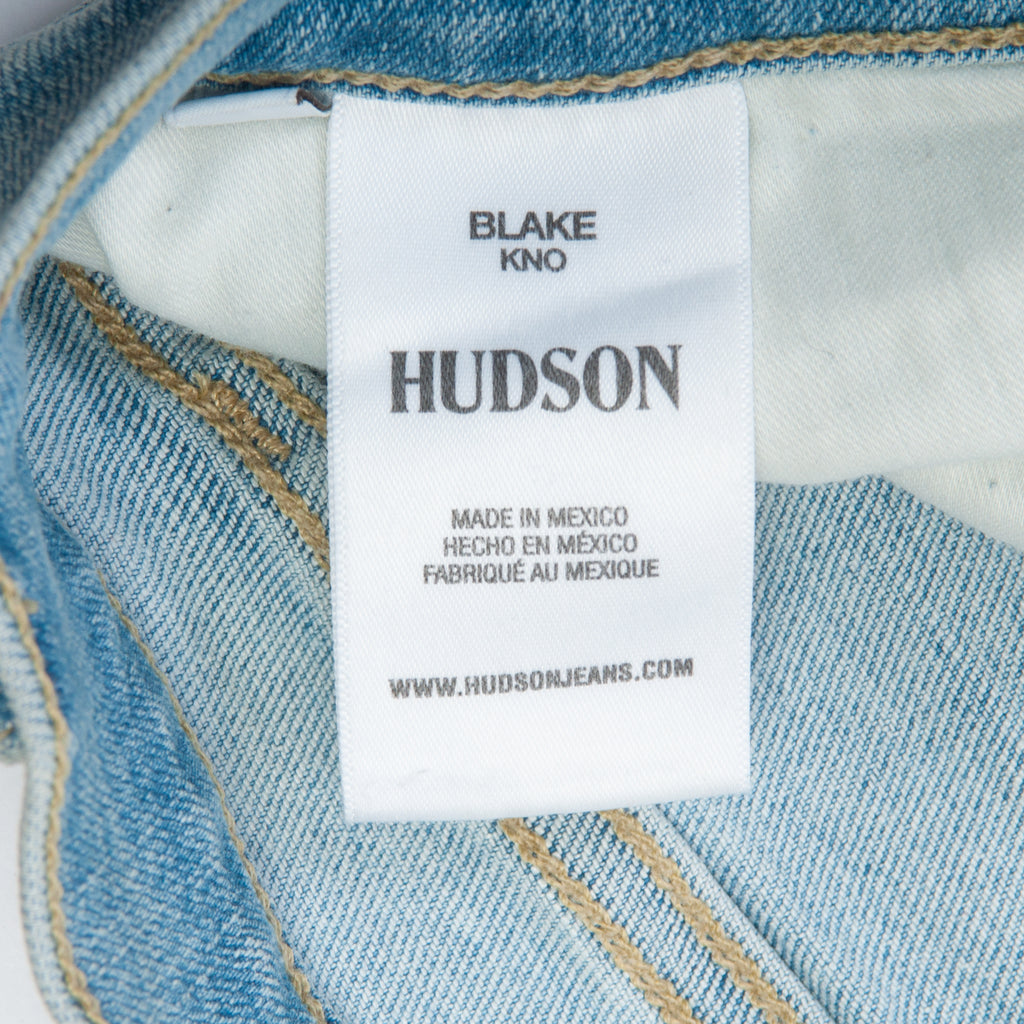 BLAKE
KNO
HUDSON
MADE IN MEXICO
HECHO EN MÉXICO
FABRIQUÉ AU MEXIQUE
WWW.HUDSONJEANS.COM